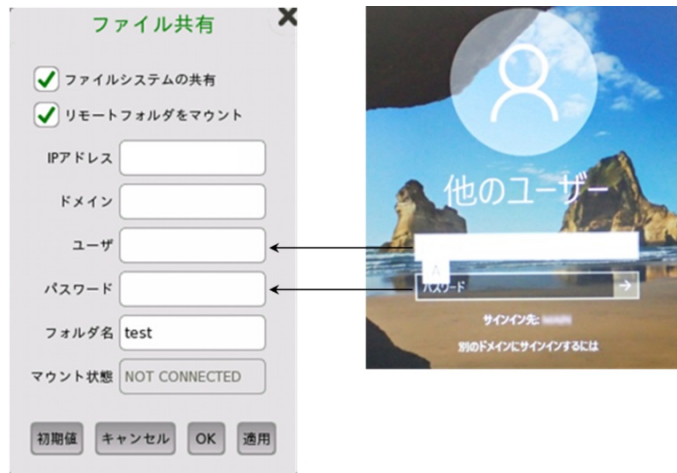 ファイル共有
ファイルシステムの共有
リモートフォルダをマウント
IPアドレス
ドメイン
ユーザ
パスワード
フォルダ名 test
マウント状態 NOT CONNECTED
初期値 キャンセル OK 適用
他のユーザー
A
パスワード
サインイン先:
別のドメインにサインインするには